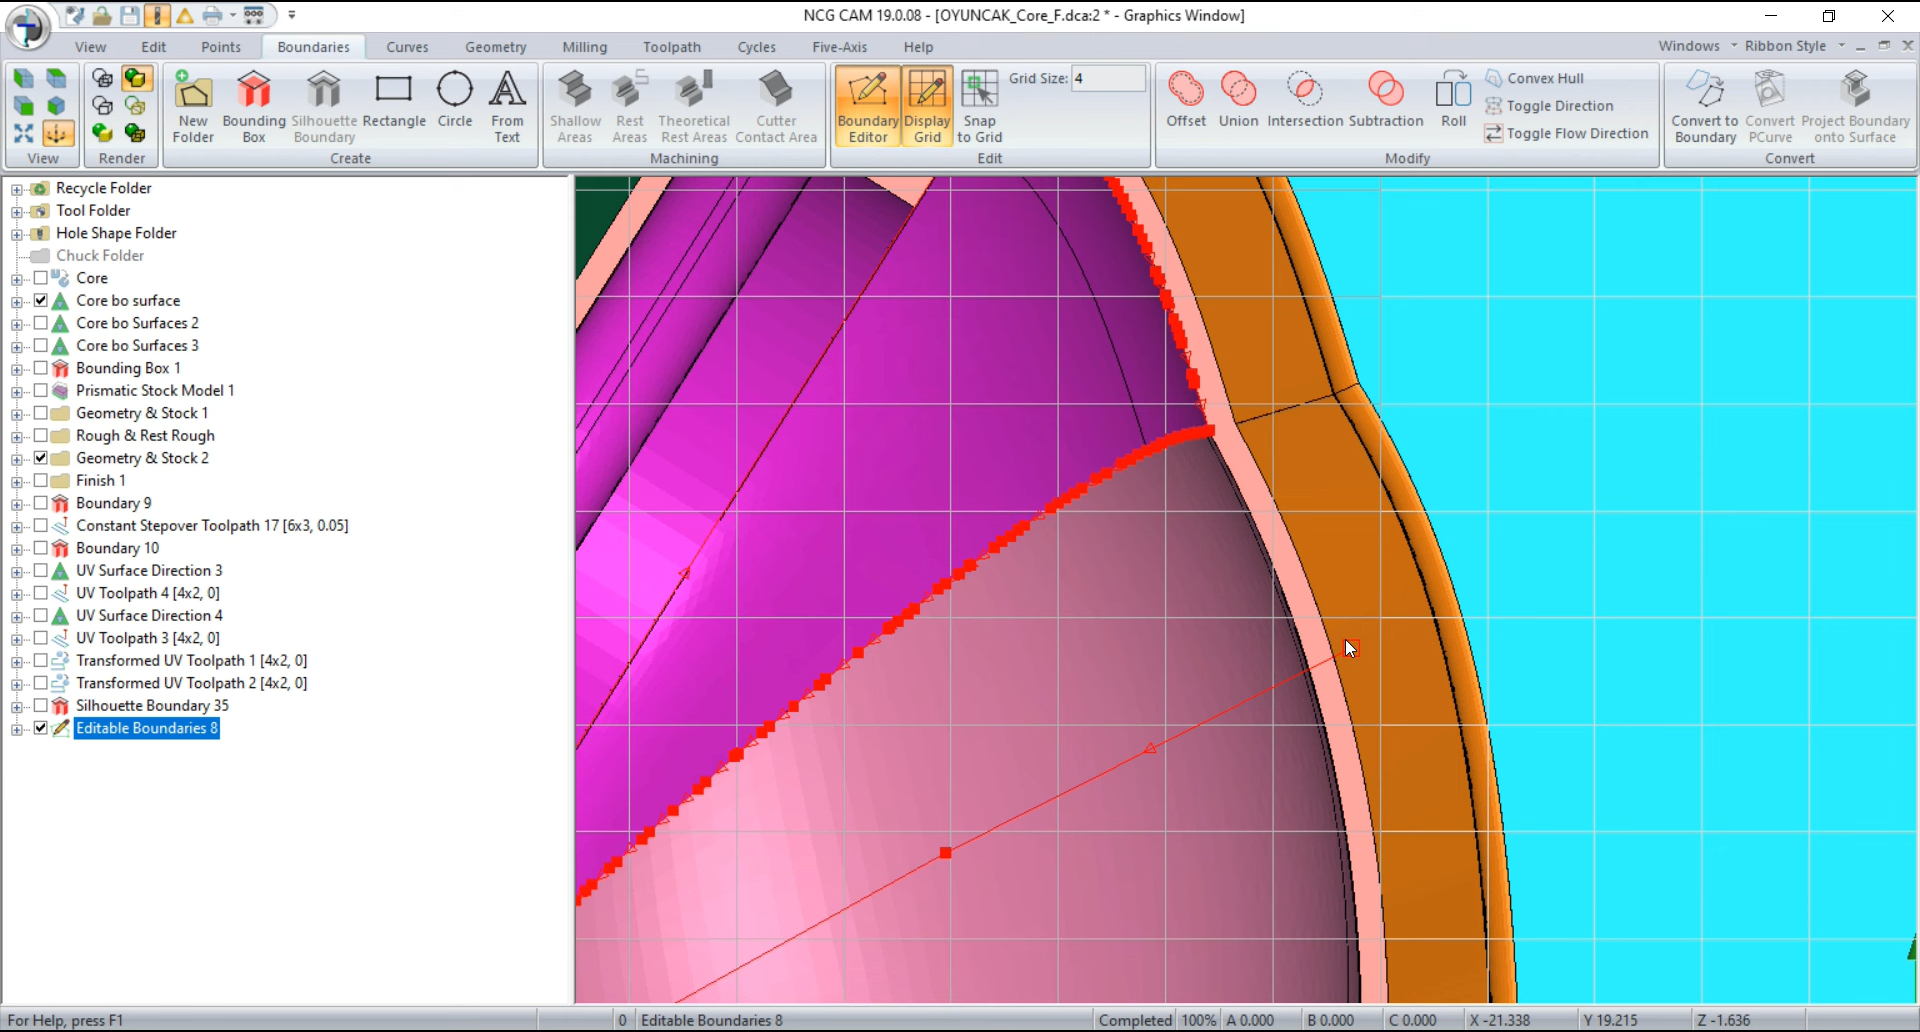 NCG CAM 19.0.08 - [OYUNCAK_Core_F.dca:2 * - Graphics Window]
View Edit Points Boundaries Curves Geometry Milling Toolpath Cycles Five-Axis Help Windows Ribbon Style
New Folder
Bounding Box
Silhouette Boundary
Rectangle
Circle
From Text
Shallow Areas
Rest Areas
Theoretical Rest Areas
Cutter Contact Area
Boundary Editor
Display Grid
Snap to Grid
Grid Size: 4
Offset
Union
Intersection
Subtraction
Roll
Convex Hull
Toggle Direction
Toggle Flow Direction
Convert to Boundary
Convert PCurve
Project Boundary onto Surface
View Render Create Machining Edit Modify Convert
Recycle Folder
Tool Folder
Hole Shape Folder
Chuck Folder
Core
Core bo surface
Core bo Surfaces 2
Core bo Surfaces 3
Bounding Box 1
Prismatic Stock Model 1
Geometry & Stock 1
Rough & Rest Rough
Geometry & Stock 2
Finish 1
Boundary 9
Constant Stepover Toolpath 17 [6x3, 0.05]
Boundary 10
UV Surface Direction 3
UV Toolpath 4 [4x2, 0]
UV Surface Direction 4
UV Toolpath 3 [4x2, 0]
Transformed UV Toolpath 1 [4x2, 0]
Transformed UV Toolpath 2 [4x2, 0]
Silhouette Boundary 35
Editable Boundaries 8
For Help, press F1 0 Editable Boundaries 8 Completed 100% A 0.000 B 0.000 C 0.000 X -21.338 Y 19.215 Z -1.636